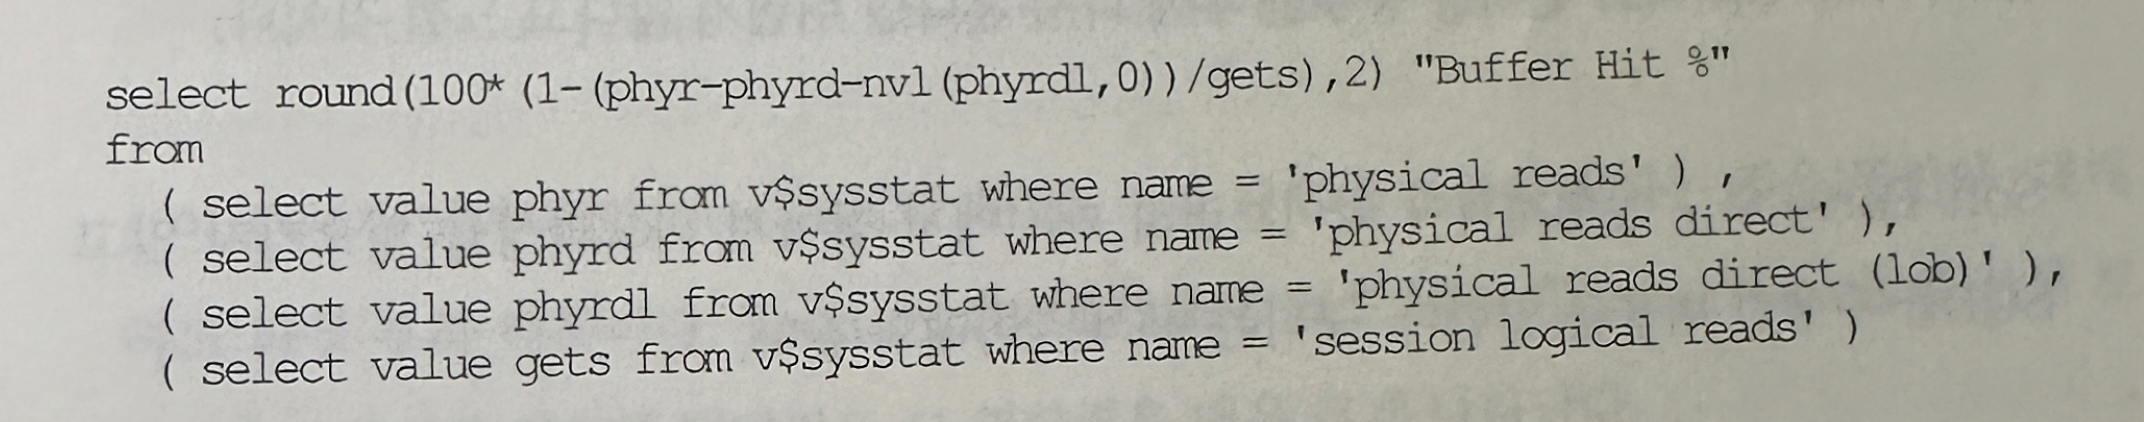 select round(100* (1-(phyr-phyrd-nvl(phyrdl,0))/gets),2) "Buffer Hit %"
from
( select value phyr from v$sysstat where name = 'physical reads' ) ,
( select value phyrd from v$sysstat where name = 'physical reads direct' ),
( select value phyrdl from v$sysstat where name = 'physical reads direct (lob)' ),
( select value gets from v$sysstat where name = 'session logical reads' )